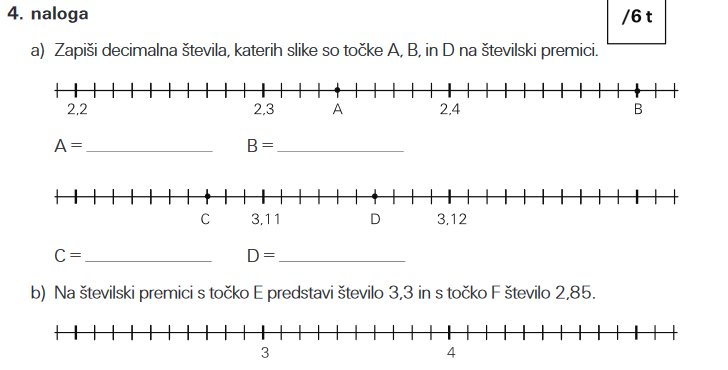 4. naloga
/6 t
a) Zapiši decimalna števila, katerih slike so točke A, B, in D na številski premici.
2,2 2,3 A 2,4 B
A = B =
C 3,11 D 3,12
C = D =
b) Na številski premici s točko E predstavi število 3,3 in s točko F število 2,85.
3 4